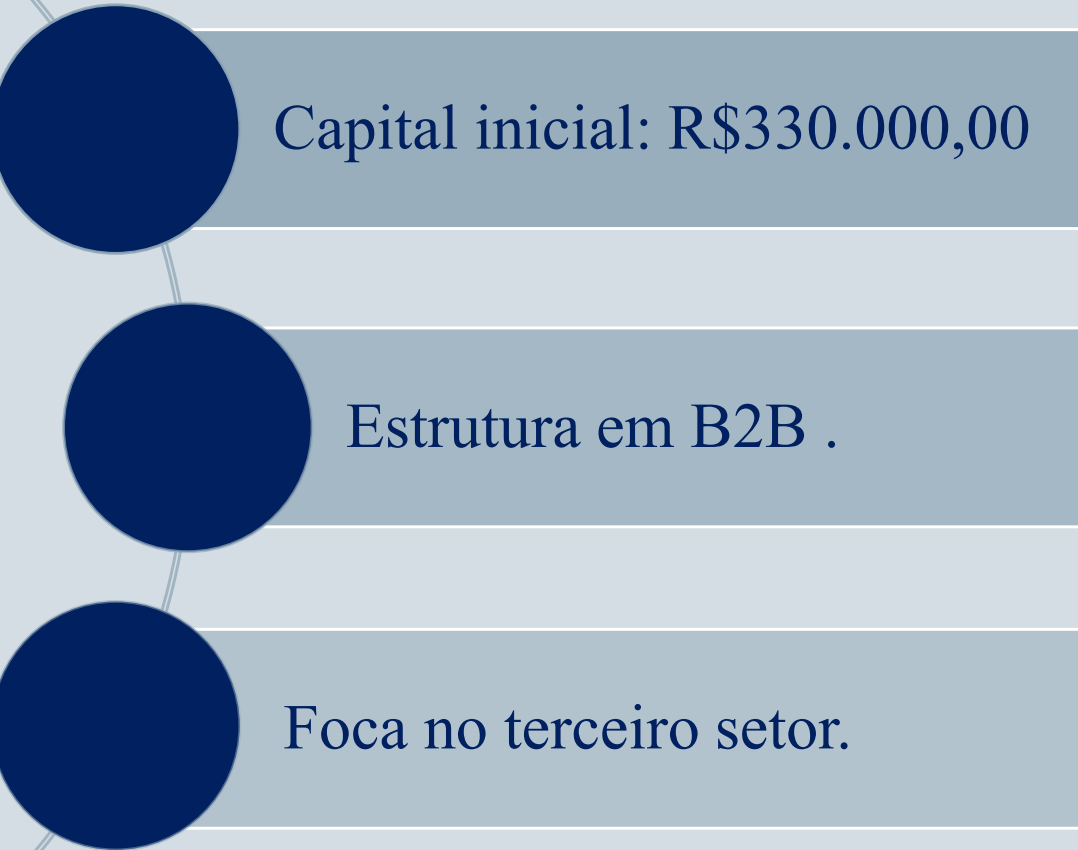 Capital inicial: R$330.000,00
Estrutura em B2B .
Foca no terceiro setor.